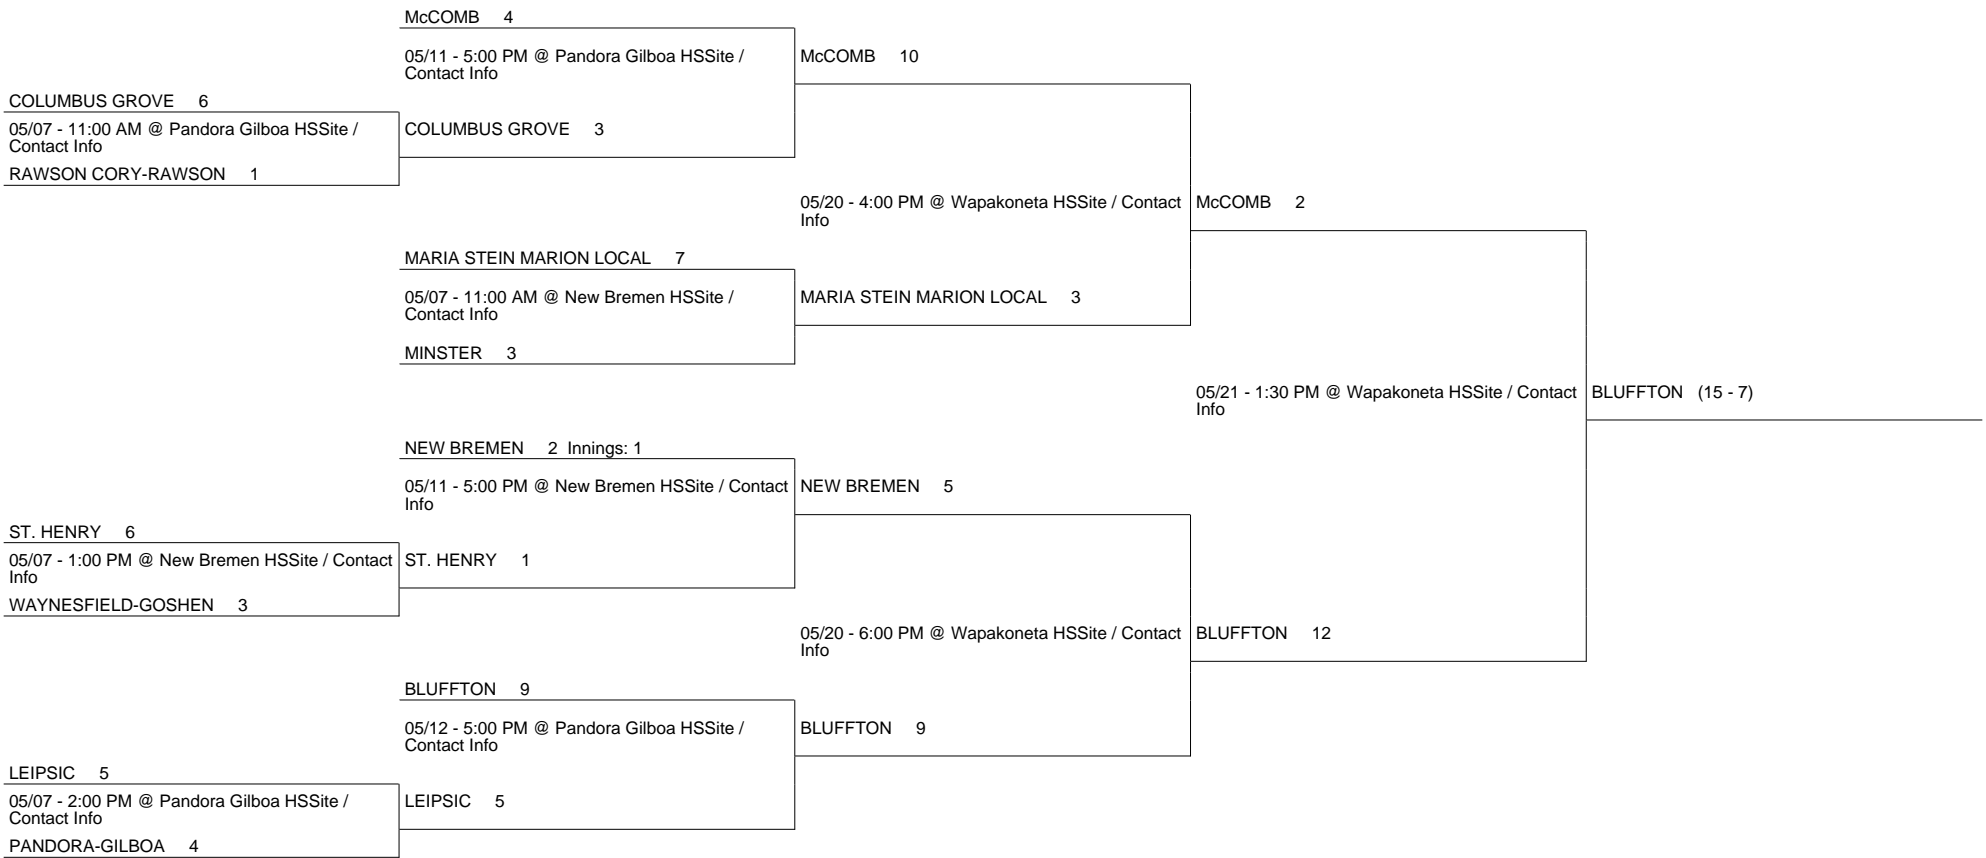 McCOMB 4
05/11 - 5:00 PM @ Pandora Gilboa HSSite /
Contact Info
McCOMB 10
COLUMBUS GROVE 6
05/07 - 11:00 AM @ Pandora Gilboa HSSite /
Contact Info
COLUMBUS GROVE 3
RAWSON CORY-RAWSON 1
05/20 - 4:00 PM @ Wapakoneta HSSite / Contact
Info
McCOMB 2
MARIA STEIN MARION LOCAL 7
05/07 - 11:00 AM @ New Bremen HSSite /
Contact Info
MARIA STEIN MARION LOCAL 3
MINSTER 3
05/21 - 1:30 PM @ Wapakoneta HSSite / Contact
Info
BLUFFTON (15 - 7)
NEW BREMEN 2 Innings: 1
05/11 - 5:00 PM @ New Bremen HSSite / Contact
Info
NEW BREMEN 5
ST. HENRY 6
05/07 - 1:00 PM @ New Bremen HSSite / Contact
Info
ST. HENRY 1
WAYNESFIELD-GOSHEN 3
05/20 - 6:00 PM @ Wapakoneta HSSite / Contact
Info
BLUFFTON 12
BLUFFTON 9
05/12 - 5:00 PM @ Pandora Gilboa HSSite /
Contact Info
BLUFFTON 9
LEIPSIC 5
05/07 - 2:00 PM @ Pandora Gilboa HSSite /
Contact Info
LEIPSIC 5
PANDORA-GILBOA 4